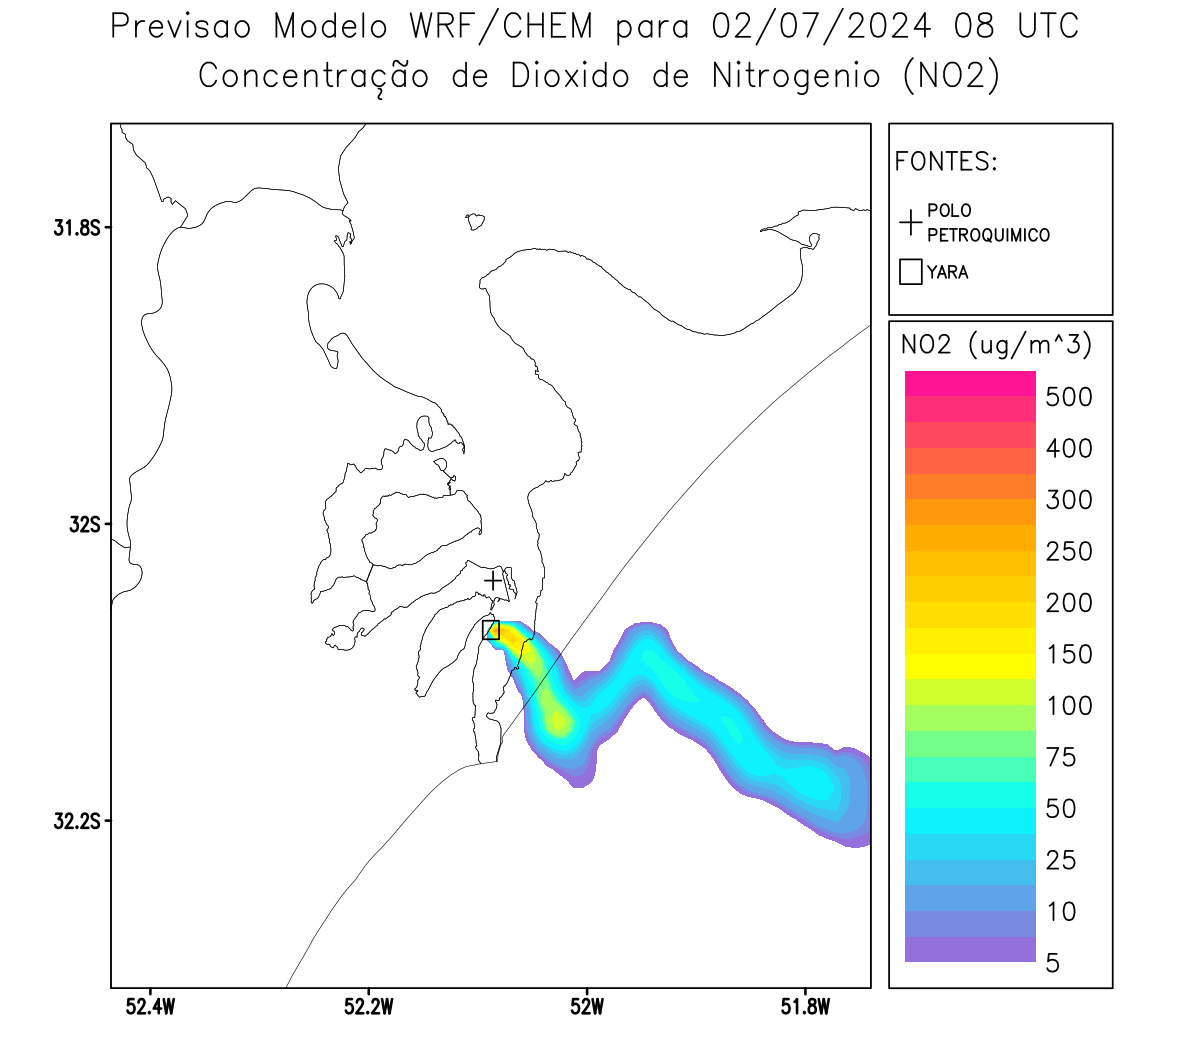 Previsao Modelo WRF/CHEM para 02/07/2024 08 UTC
Concentração de Dioxido de Nitrogenio (NO2)
FONTES:
POLO
PETROQUIMICO
YARA
31.8S
32S
32.2S
52.4W
52.2W
52W
51.8W
NO2 (ug/m^3)
500
400
300
250
200
150
100
75
50
25
10
5